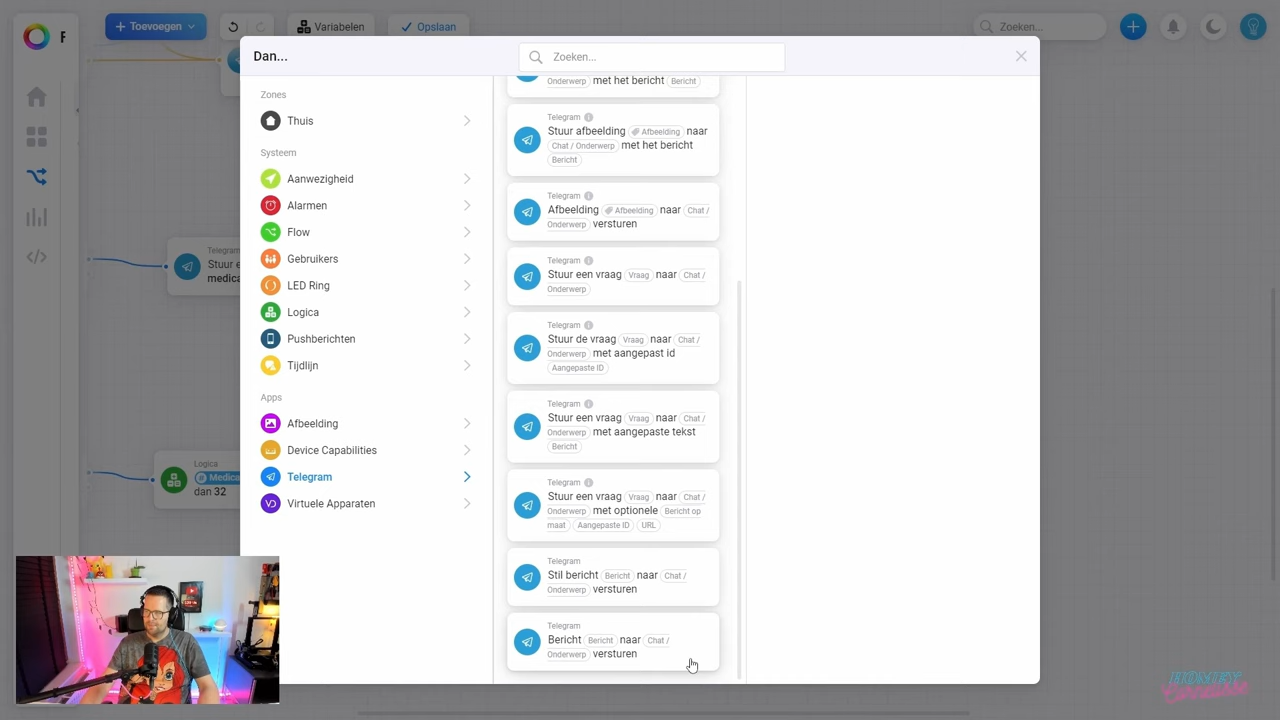 F
Toevoegen
Variabelen
Opslaan
Zoeken...
Dan...
Zoeken...
Zones
Thuis
Systeem
Aanwezigheid
Alarmen
Flow
Gebruikers
LED Ring
Logica
Pushberichten
Tijdlijn
Apps
Afbeelding
Device Capabilities
Telegram
Virtuele Apparaten
Onderwerp met het bericht Bericht
Telegram
Stuur afbeelding Afbeelding naar
Chat / Onderwerp met het bericht
Bericht
Telegram
Afbeelding Afbeelding naar Chat /
Onderwerp versturen
Telegram
Stuur een vraag Vraag naar Chat /
Onderwerp
Telegram
Stuur de vraag Vraag naar Chat /
Onderwerp met aangepast id
Aangepaste ID
Telegram
Stuur een vraag Vraag naar Chat /
Onderwerp met aangepaste tekst
Bericht
Telegram
Stuur een vraag Vraag naar Chat /
Onderwerp met optionele Bericht op
maat Aangepaste ID URL
Telegram
Stil bericht Bericht naar Chat /
Onderwerp versturen
Telegram
Bericht Bericht naar Chat /
Onderwerp versturen
Telegram
Stuur e
medica
Logica
Medica
dan 32